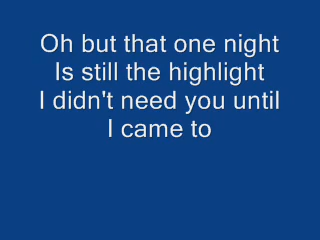 Oh but that one night
Is still the highlight
I didn't need you until
I came to